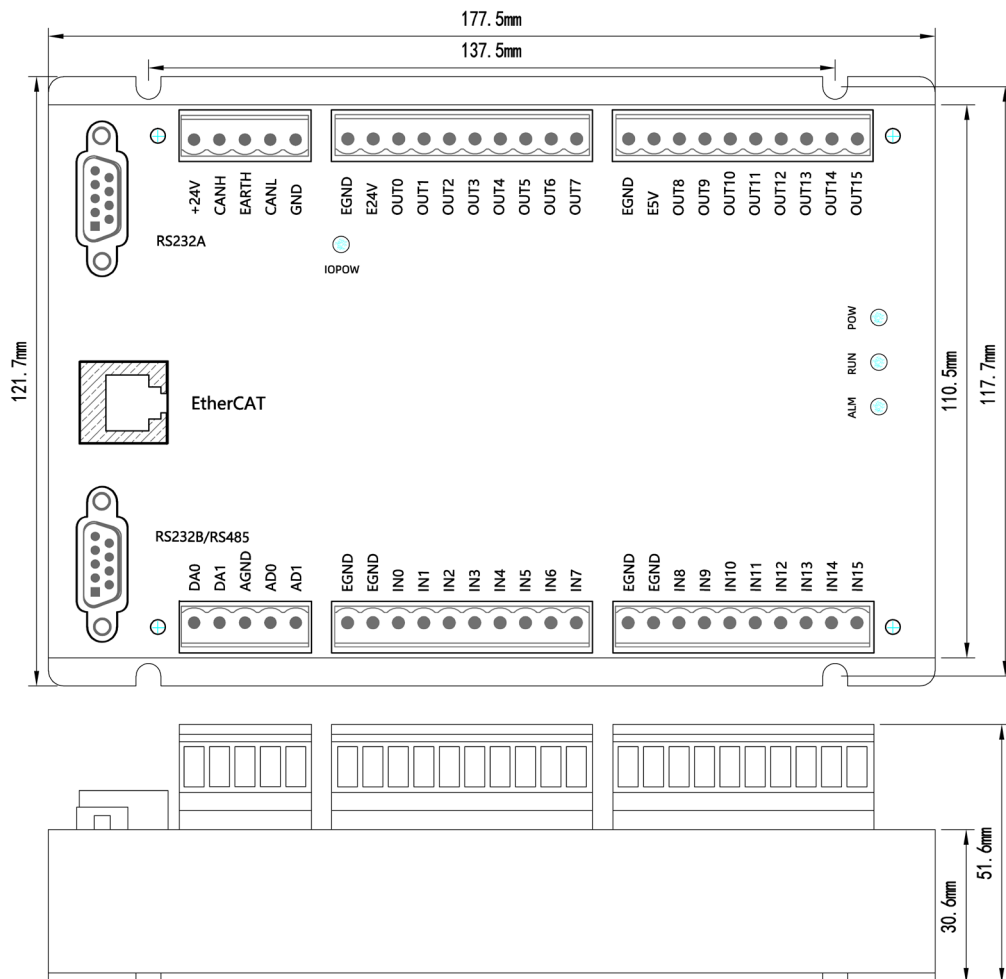 177.5mm
137.5mm
+24V
CANH
EARTH
CANL
GND
EGND
E24V
OUT0
OUT1
OUT2
OUT3
OUT4
OUT5
OUT6
OUT7
EGND
E5V
OUT8
OUT9
OUT10
OUT11
OUT12
OUT13
OUT14
OUT15
RS232A
IOPOW
POW
RUN
ALM
121.7mm
110.5mm
117.7mm
EtherCAT
RS232B/RS485
DA0
DA1
AGND
AD0
AD1
EGND
EGND
IN0
IN1
IN2
IN3
IN4
IN5
IN6
IN7
EGND
EGND
IN8
IN9
IN10
IN11
IN12
IN13
IN14
IN15
51.6mm
30.6mm